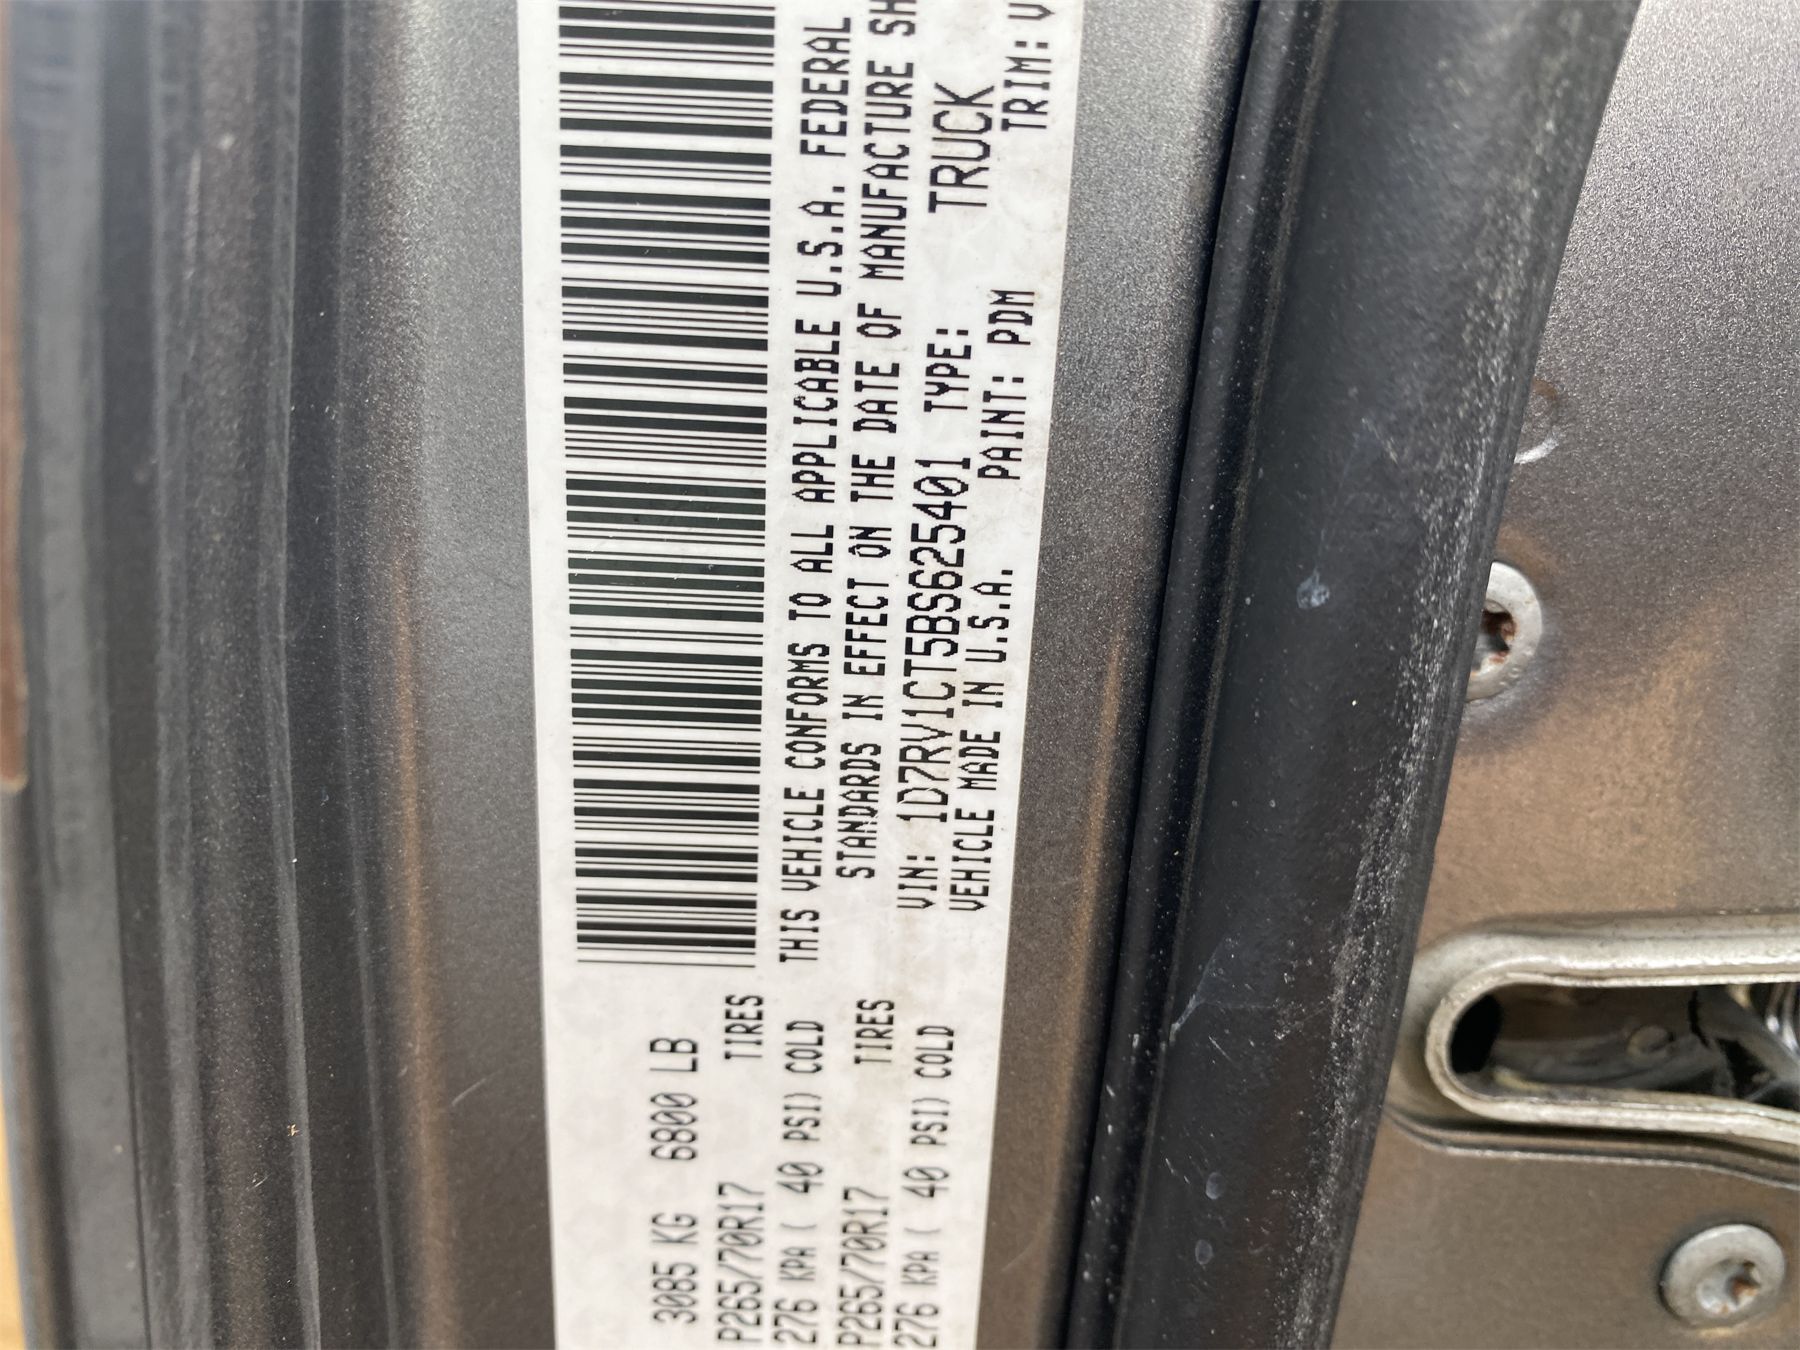 3085 KG 6800 LB
P265/70R17 TIRES
276 KPA ( 40 PSI) COLD
P265/70R17 TIRES
276 KPA ( 40 PSI) COLD
THIS VEHICLE CONFORMS TO ALL APPLICABLE U.S.A. FEDERAL
STANDARDS IN EFFECT ON THE DATE OF MANUFACTURE SH
VIN: 1D7RV1CT5BS625401 TYPE: TRUCK
VEHICLE MADE IN U.S.A. PAINT: PDM TRIM: V